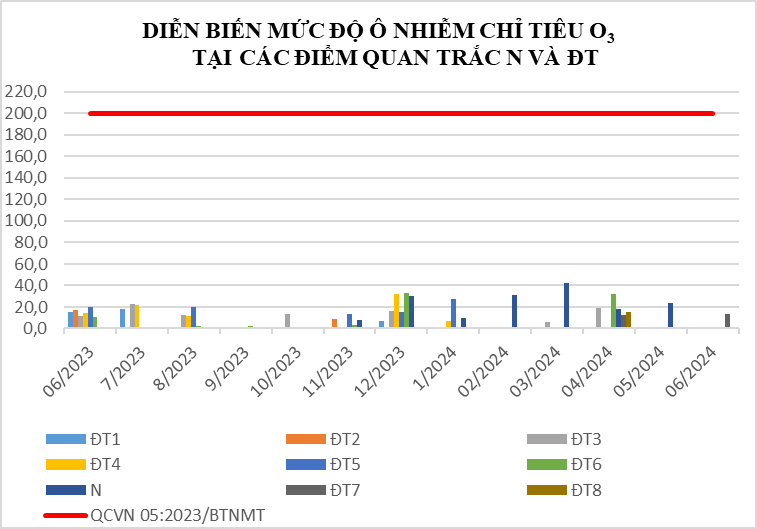 DIỄN BIẾN MỨC ĐỘ Ô NHIỄM CHỈ TIÊU O₃
TẠI CÁC ĐIỂM QUAN TRẮC N VÀ ĐT
220,0
200,0
180,0
160,0
140,0
120,0
100,0
80,0
60,0
40,0
20,0
0,0
06/2023 7/2023 8/2023 9/2023 10/2023 11/2023 12/2023 1/2024 02/2024 03/2024 04/2024 05/2024 06/2024
ĐT1 ĐT2 ĐT3
ĐT4 ĐT5 ĐT6
N ĐT7 ĐT8
QCVN 05:2023/BTNMT